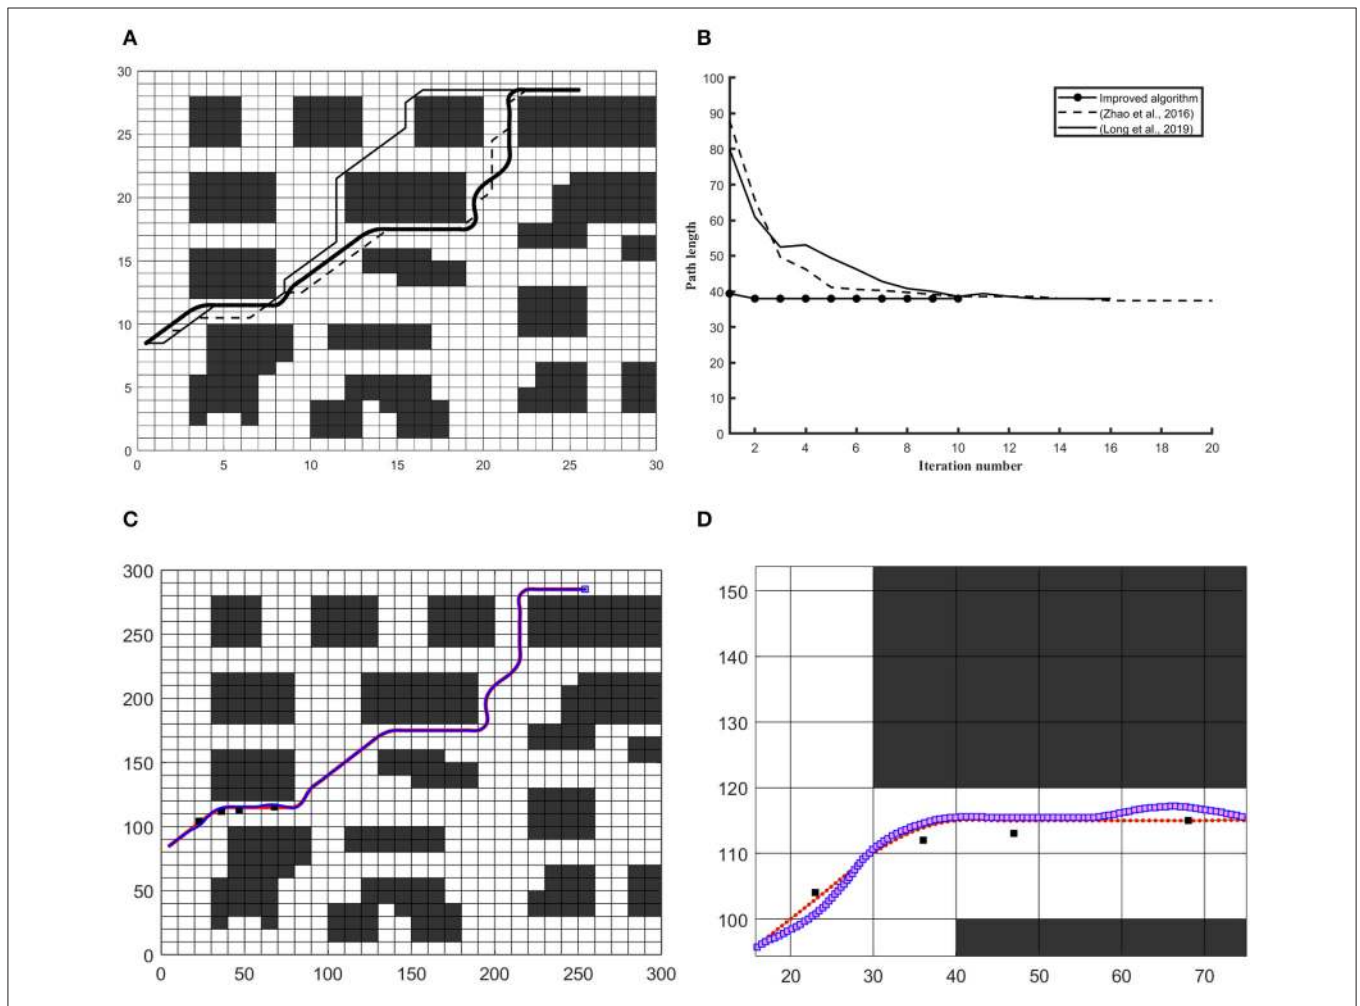 A
30
25
20
15
10
5
0
0 5 10 15 20 25 30
B
100
90
80
70
60
50
40
30
20
10
0
Path length
2 4 6 8 10 12 14 16 18 20
Iteration number
Improved algorithm
(Zhao et al., 2016)
(Long et al., 2019)
C
300
250
200
150
100
50
0
0 50 100 150 200 250 300
D
150
140
130
120
110
100
20 30 40 50 60 70